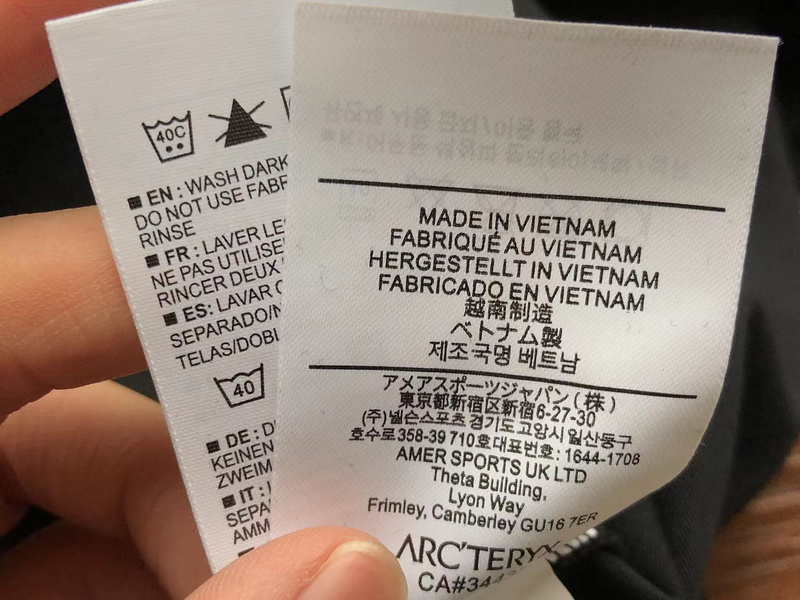 40C
■ EN : WASH DARK
DO NOT USE FABR
RINSE
■ FR : LAVER LE
NE PAS UTILISE
RINCER DEUX
■ ES: LAVAR
SEPARADO/N
TELAS/DOBL
40
■ DE : D
KEINEN
ZWEIM
■ IT :
SEPA
AMM
MADE IN VIETNAM
FABRIQUÉ AU VIETNAM
HERGESTELLT IN VIETNAM
FABRICADO EN VIETNAM
越南制造
ベトナム製
제조국명 베트남
アメアスポーツジャパン(株)
東京都新宿区新宿6-27-30
(주)넬슨스포츠 경기도고양시 일산동구
호수로358-39 710호대표번호: 1644-1708
AMER SPORTS UK LTD
Theta Building,
Lyon Way
Frimley, Camberley GU16 7ER
ARC'TERYX
CA#344